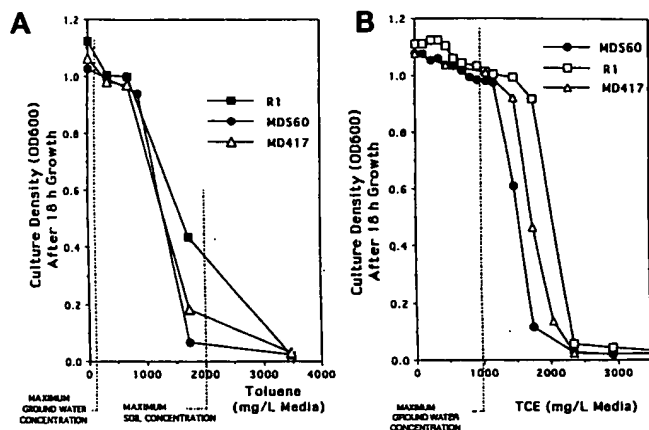 A
Culture Density (OD600)
After 18 h Growth
1.2
1.0
0.8
0.6
0.4
0.2
0.0
R1
MD560
MD417
0
1000
2000
3000
4000
Toluene
(mg/L Media)
MAXIMUM
GROUND WATER
CONCENTRATION
MAXIMUM
SOIL CONCENTRATION
B
Culture Density (OD600)
After 18 h Growth
1.2
1.0
0.8
0.6
0.4
0.2
0.0
MD560
R1
MD417
0
1000
2000
3000
TCE (mg/L Media)
MAXIMUM
GROUND WATER
CONCENTRATION